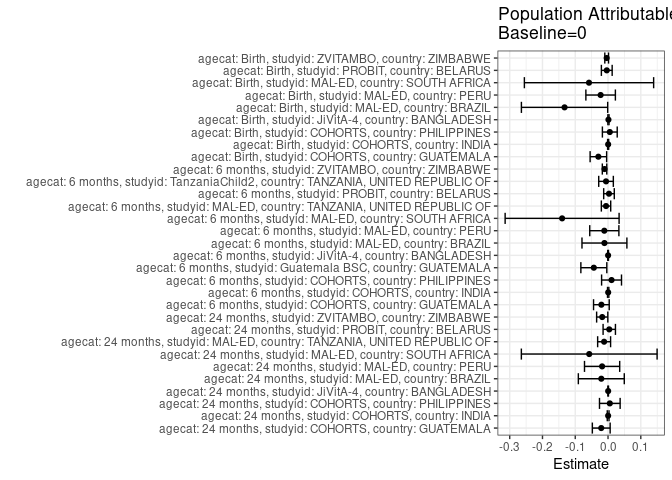 Population Attributable
Baseline=0
agecat: Birth, studyid: ZVITAMBO, country: ZIMBABWE
agecat: Birth, studyid: PROBIT, country: BELARUS
agecat: Birth, studyid: MAL-ED, country: SOUTH AFRICA
agecat: Birth, studyid: MAL-ED, country: PERU
agecat: Birth, studyid: MAL-ED, country: BRAZIL
agecat: Birth, studyid: JiVitA-4, country: BANGLADESH
agecat: Birth, studyid: COHORTS, country: PHILIPPINES
agecat: Birth, studyid: COHORTS, country: INDIA
agecat: Birth, studyid: COHORTS, country: GUATEMALA
agecat: 6 months, studyid: ZVITAMBO, country: ZIMBABWE
agecat: 6 months, studyid: TanzaniaChild2, country: TANZANIA, UNITED REPUBLIC OF
agecat: 6 months, studyid: PROBIT, country: BELARUS
agecat: 6 months, studyid: MAL-ED, country: TANZANIA, UNITED REPUBLIC OF
agecat: 6 months, studyid: MAL-ED, country: SOUTH AFRICA
agecat: 6 months, studyid: MAL-ED, country: PERU
agecat: 6 months, studyid: MAL-ED, country: BRAZIL
agecat: 6 months, studyid: JiVitA-4, country: BANGLADESH
agecat: 6 months, studyid: Guatemala BSC, country: GUATEMALA
agecat: 6 months, studyid: COHORTS, country: PHILIPPINES
agecat: 6 months, studyid: COHORTS, country: INDIA
agecat: 6 months, studyid: COHORTS, country: GUATEMALA
agecat: 24 months, studyid: ZVITAMBO, country: ZIMBABWE
agecat: 24 months, studyid: PROBIT, country: BELARUS
agecat: 24 months, studyid: MAL-ED, country: TANZANIA, UNITED REPUBLIC OF
agecat: 24 months, studyid: MAL-ED, country: SOUTH AFRICA
agecat: 24 months, studyid: MAL-ED, country: PERU
agecat: 24 months, studyid: MAL-ED, country: BRAZIL
agecat: 24 months, studyid: JiVitA-4, country: BANGLADESH
agecat: 24 months, studyid: COHORTS, country: PHILIPPINES
agecat: 24 months, studyid: COHORTS, country: INDIA
agecat: 24 months, studyid: COHORTS, country: GUATEMALA
-0.3 -0.2 -0.1 0.0 0.1
Estimate